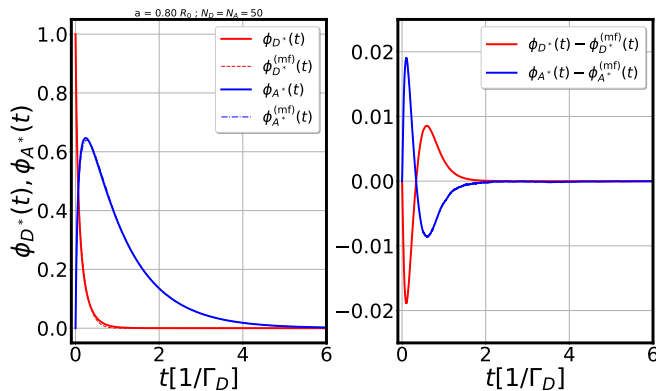 a = 0.80 R₀ ; N_D = N_A = 50
ϕ_{D*}(t), ϕ_{A*}(t)
1.0
0.8
0.6
0.4
0.2
0.0
ϕ_{D*}(t)
ϕ_{D*}^{(mf)}(t)
ϕ_{A*}(t)
ϕ_{A*}^{(mf)}(t)
0 2 4 6
t[1/Γ_D]
0.02
0.01
0.00
−0.01
−0.02
ϕ_{D*}(t) − ϕ_{D*}^{(mf)}(t)
ϕ_{A*}(t) − ϕ_{A*}^{(mf)}(t)
0 2 4 6
t[1/Γ_D]